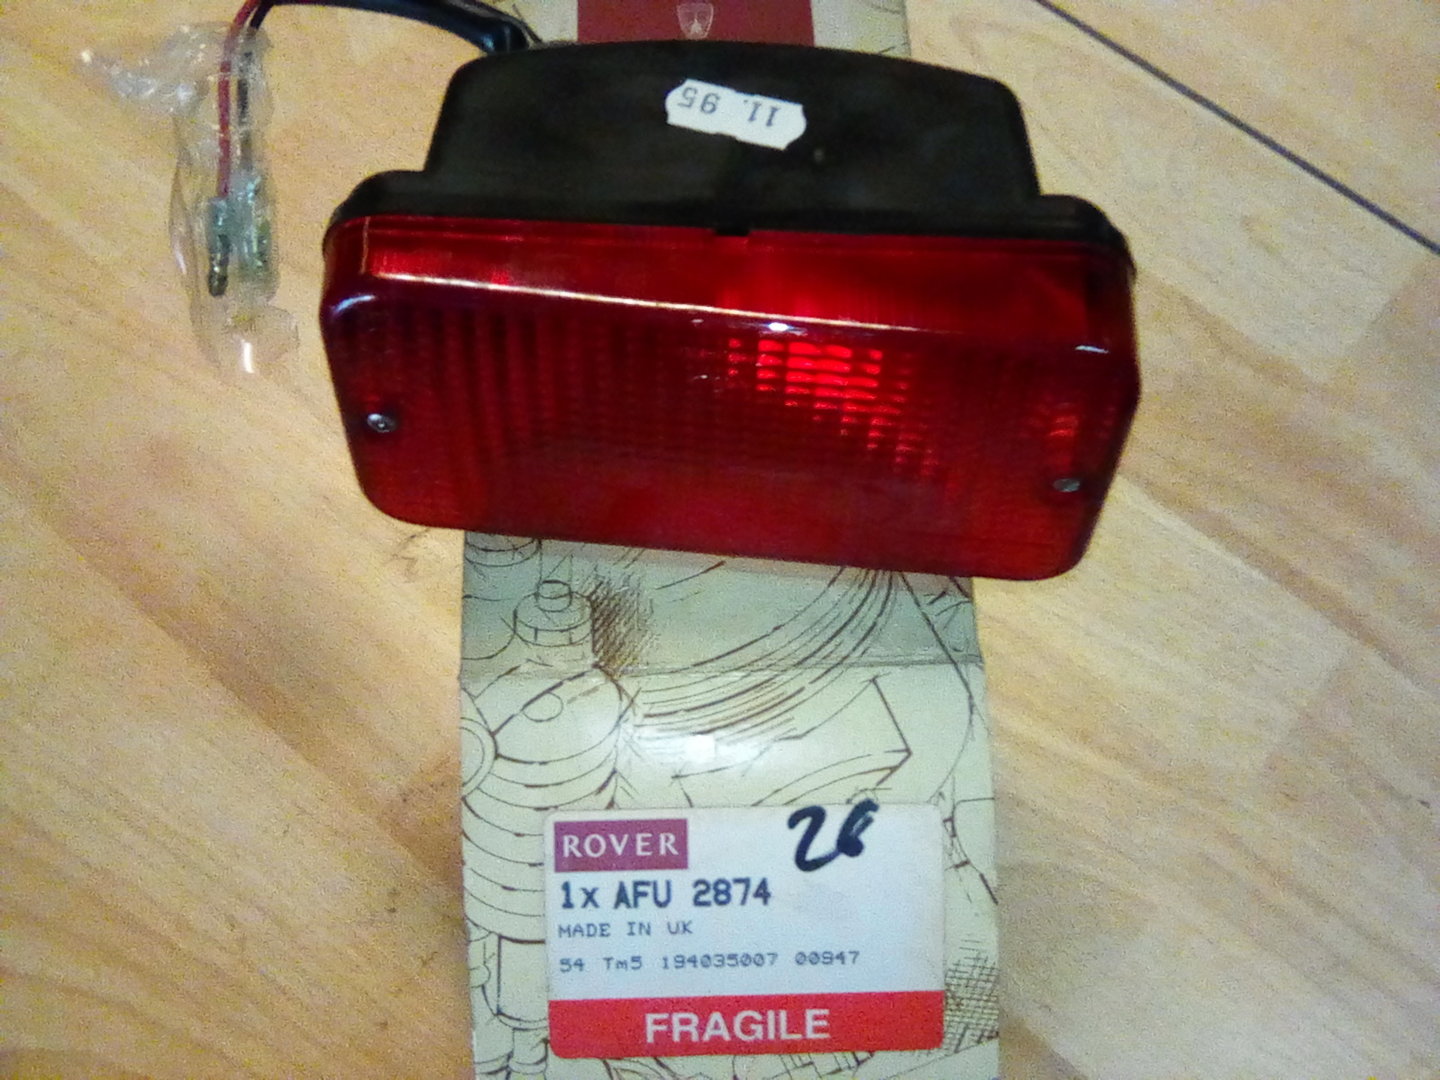 11.95
ROVER
26
1x AFU 2874
MADE IN UK
54 Tm5 194035007 00947
FRAGILE